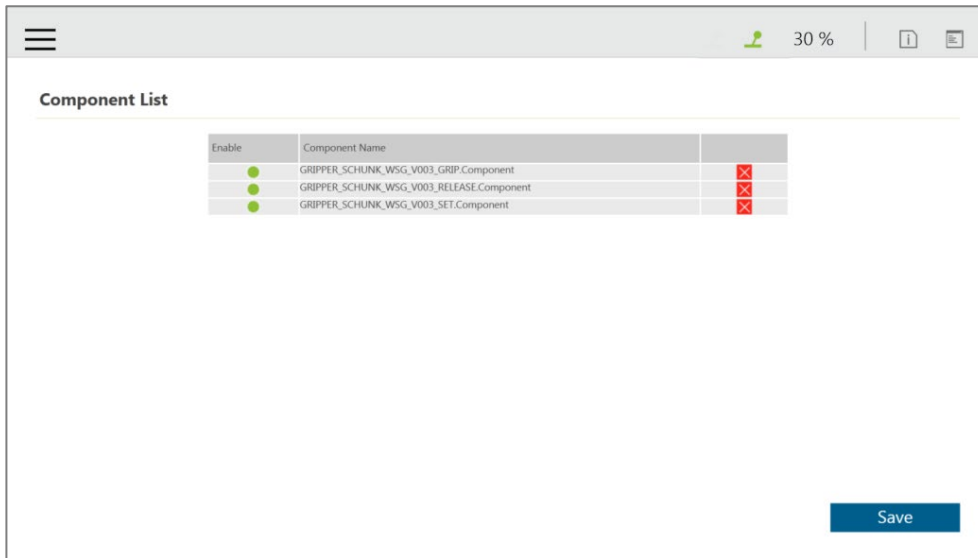 30 %
Component List
Enable Component Name
GRIPPER_SCHUNK_WSG_V003_GRIP.Component
GRIPPER_SCHUNK_WSG_V003_RELEASE.Component
GRIPPER_SCHUNK_WSG_V003_SET.Component
Save